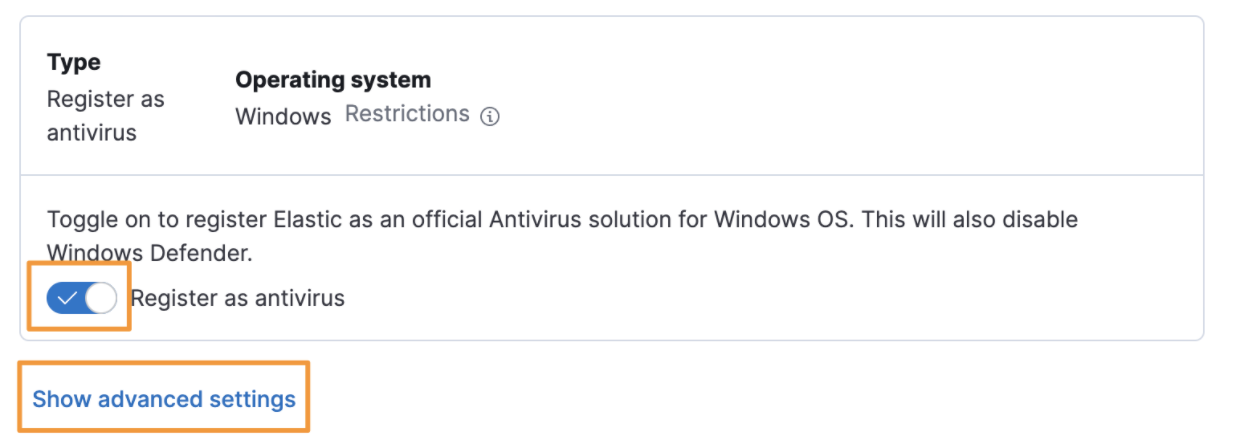 Type
Register as
antivirus
Operating system
Windows Restrictions
Toggle on to register Elastic as an official Antivirus solution for Windows OS. This will also disable
Windows Defender.
Register as antivirus
Show advanced settings